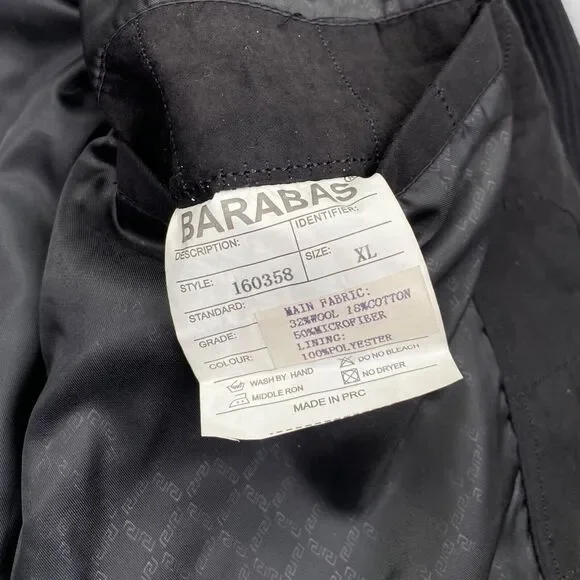 BARABAS®
DESCRIPTION: IDENTIFIER:
STYLE: 160358 SIZE: XL
STANDARD:
GRADE:
COLOUR:
MAIN FABRIC:
32%WOOL 18%COTTON
50%MICROFIBER
LINING:
100%POLYESTER
WASH BY HAND DO NO BLEACH
MIDDLE RON NO DRYER
MADE IN PRC